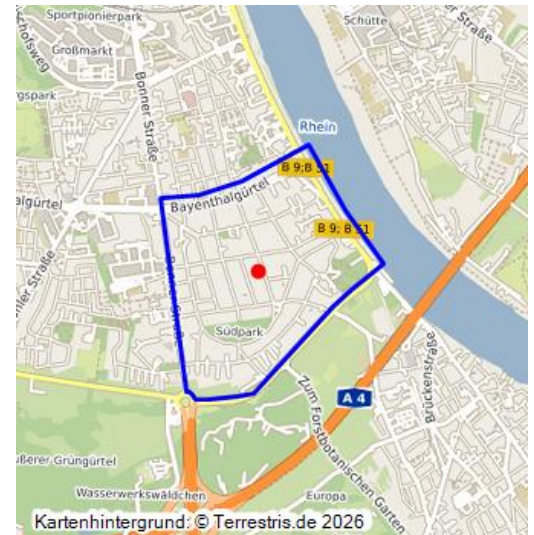 Sportpionierpark
Großmarkt
Bonner Straße
Schütte
Rhein
B 9;B 51
Bayenthalgürtel
B 9; B 51
Südpark
A 4
Brückenstraße
Zum Forstbotanischen Garten
Wasserwerkswäldchen
Europa
Kartenhintergrund: © Terrestris.de 2026